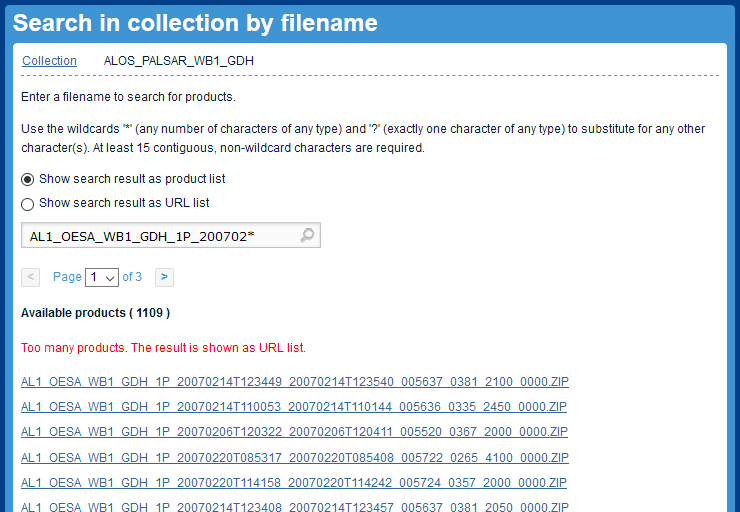 Search in collection by filename
Collection ALOS_PALSAR_WB1_GDH
Enter a filename to search for products.
Use the wildcards '*' (any number of characters of any type) and '?' (exactly one character of any type) to substitute for any other
character(s). At least 15 contiguous, non-wildcard characters are required.
Show search result as product list
Show search result as URL list
AL1_OESA_WB1_GDH_1P_200702*
< Page 1 of 3 >
Available products ( 1109 )
Too many products. The result is shown as URL list.
AL1_OESA_WB1_GDH_1P_20070214T123449_20070214T123540_005637_0381_2100_0000.ZIP
AL1_OESA_WB1_GDH_1P_20070214T110053_20070214T110144_005636_0335_2450_0000.ZIP
AL1_OESA_WB1_GDH_1P_20070206T120322_20070206T120411_005520_0367_2000_0000.ZIP
AL1_OESA_WB1_GDH_1P_20070220T085317_20070220T085408_005722_0265_4100_0000.ZIP
AL1_OESA_WB1_GDH_1P_20070220T114158_20070220T114242_005724_0357_2000_0000.ZIP
AL1_OESA_WB1_GDH_1P_20070214T123408_20070214T123457_005637_0381_2050_0000.ZIP